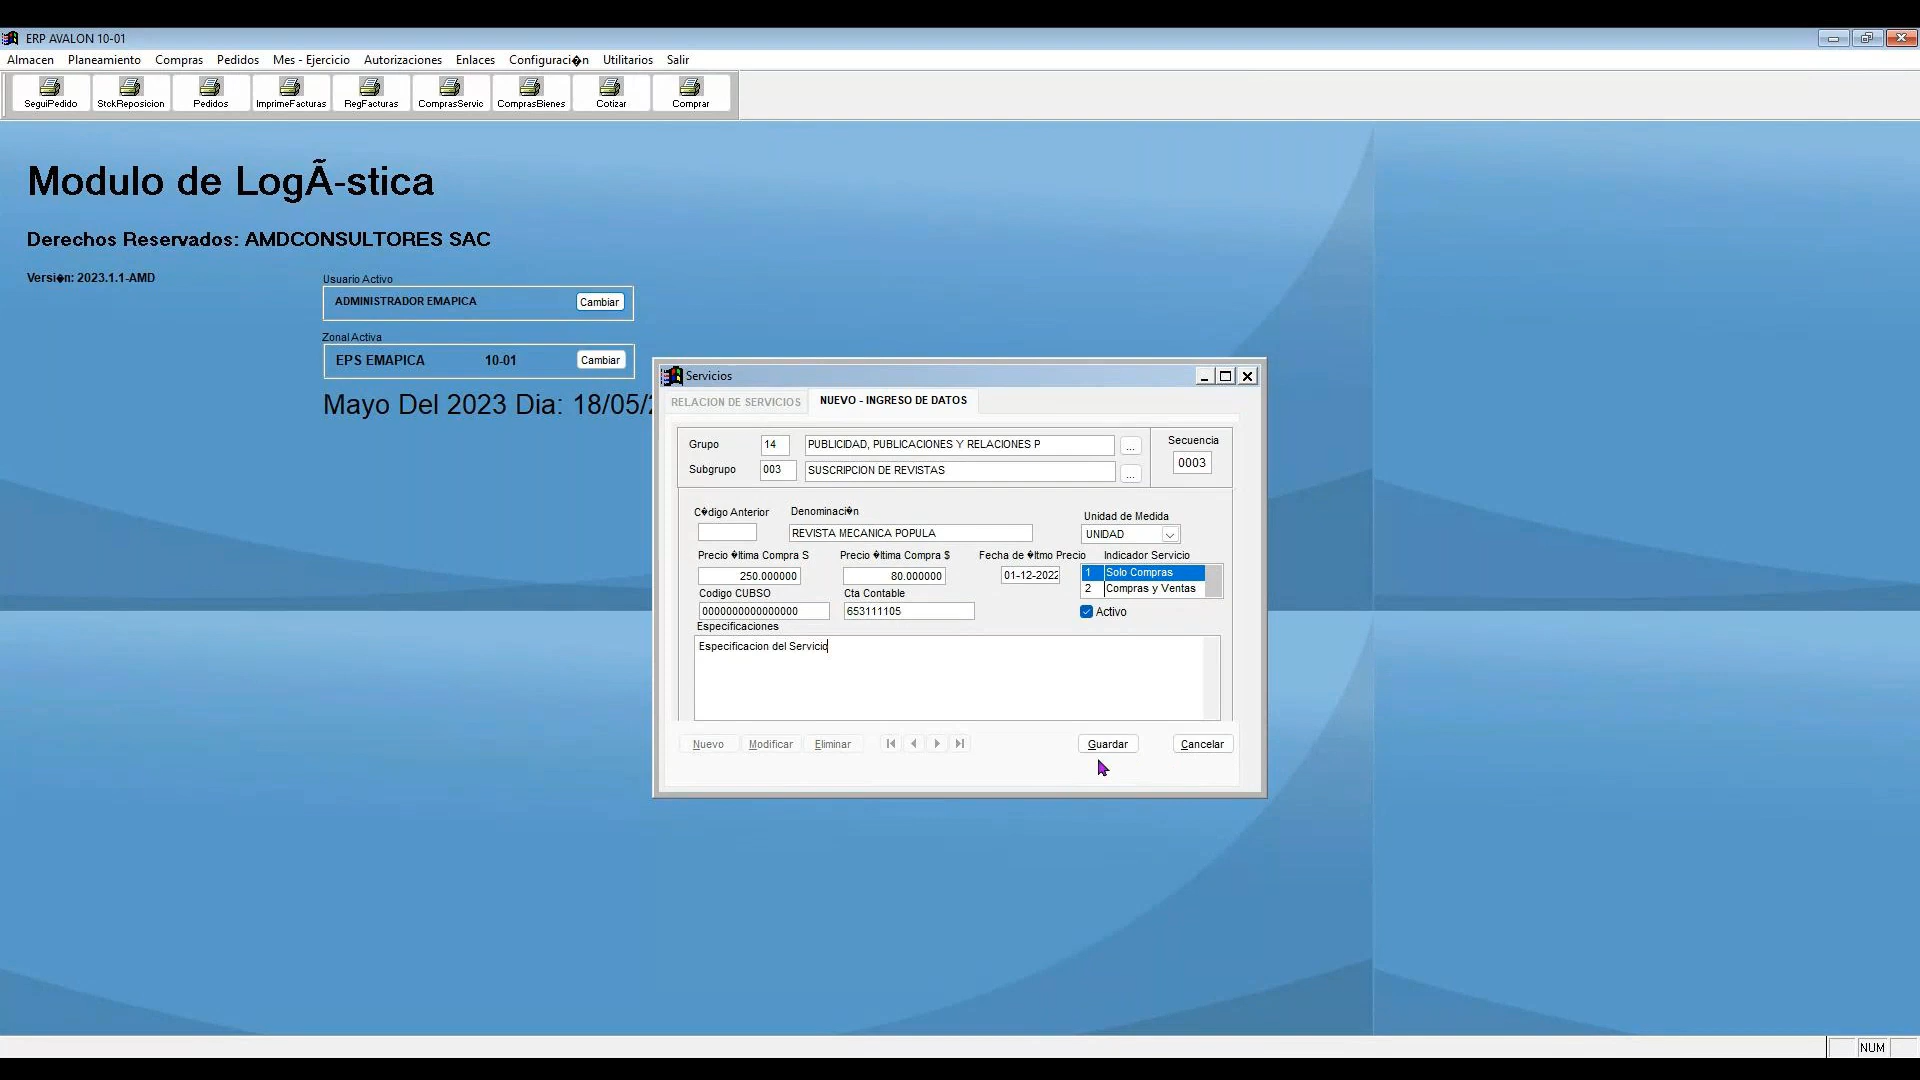 ERP AVALON 10-01
Almacen Planeamiento Compras Pedidos Mes - Ejercicio Autorizaciones Enlaces Configuraci�n Utilitarios Salir
SeguiPedido StckReposicion Pedidos ImprimeFacturas RegFacturas ComprasServic ComprasBienes Cotizar Comprar
Modulo de LogÃ-stica
Derechos Reservados: AMDCONSULTORES SAC
Versi�n: 2023.1.1-AMD
Usuario Activo
ADMINISTRADOR EMAPICA Cambiar
Zonal Activa
EPS EMAPICA 10-01 Cambiar
Mayo Del 2023 Dia: 18/05/
Servicios
RELACION DE SERVICIOS NUEVO - INGRESO DE DATOS
Grupo 14 PUBLICIDAD, PUBLICACIONES Y RELACIONES P ...
Secuencia
Subgrupo 003 SUSCRIPCION DE REVISTAS ...
0003
C�digo Anterior Denominaci�n Unidad de Medida
REVISTA MECANICA POPULA UNIDAD
Precio �ltima Compra S Precio �ltima Compra $ Fecha de �ltmo Precio Indicador Servicio
250.000000 80.000000 01-12-2022 1 Solo Compras
2 Compras y Ventas
Codigo CUBSO Cta Contable
0000000000000000 653111105 Activo
Especificaciones
Especificacion del Servicio
Nuevo Modificar Eliminar Guardar Cancelar
NUM